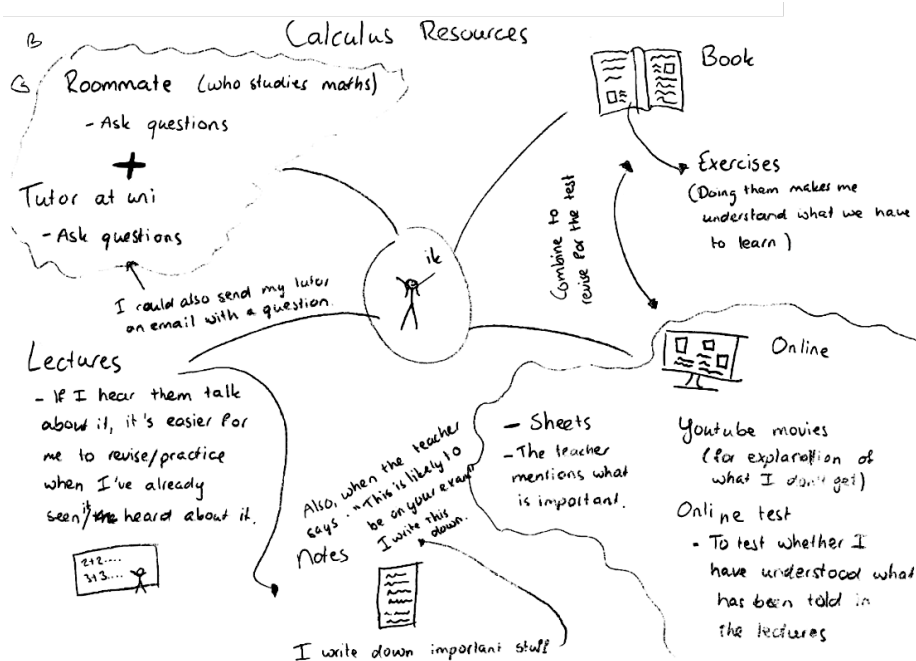 Calculus Resources
B
G
Roommate (who studies maths)
- Ask questions
+
Tutor at uni
- Ask questions
I could also send my tutor
an email with a question.
ik
Book
Exercises
(Doing them makes me
understand what we have
to learn)
Combine to
revise for the test
Lectures
- If I hear them talk
about it, it's easier for
me to revise/practice
when I've already
seen it/ heard about it.
2+2....
3+3....
Also, when the teacher
says: "This is likely to
be on your exam"
I write this
down.
Notes
I write down important stuff
- Sheets
- The teacher
mentions what
is important.
Online
Youtube movies
(for explanation of
what I don't get)
Online test
- To test whether I
have understood what
has been told in
the lectures